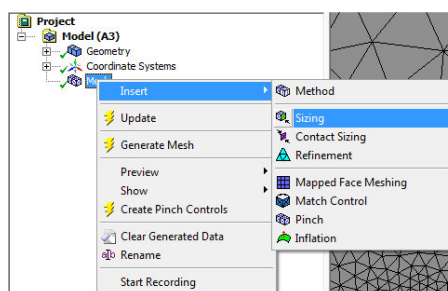 Project
Model (A3)
Geometry
Coordinate Systems
Mesh
Insert
Update
Generate Mesh
Preview
Show
Create Pinch Controls
Clear Generated Data
Rename
Start Recording
Method
Sizing
Contact Sizing
Refinement
Mapped Face Meshing
Match Control
Pinch
Inflation